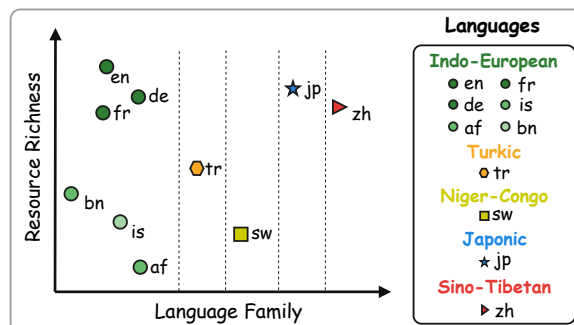 Languages
Indo-European
en fr
de is
af bn
Turkic
tr
Niger-Congo
sw
Japonic
jp
Sino-Tibetan
zh
Resource Richness
en
de
fr
jp
zh
tr
bn
is
sw
af
Language Family